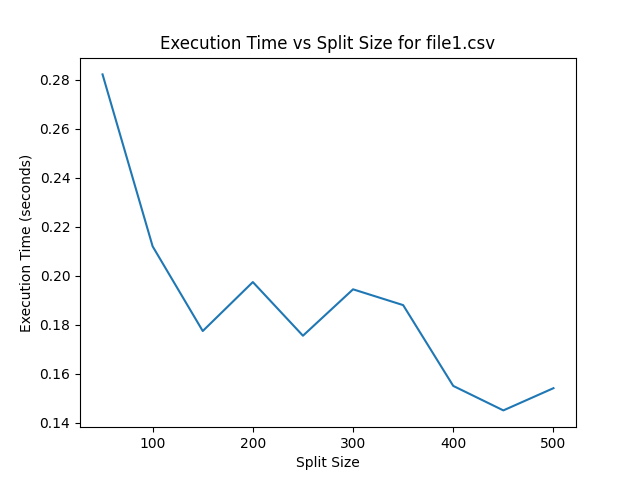 Execution Time vs Split Size for file1.csv
0.28
0.26
0.24
0.22
0.20
0.18
0.16
0.14
Execution Time (seconds)
100 200 300 400 500
Split Size